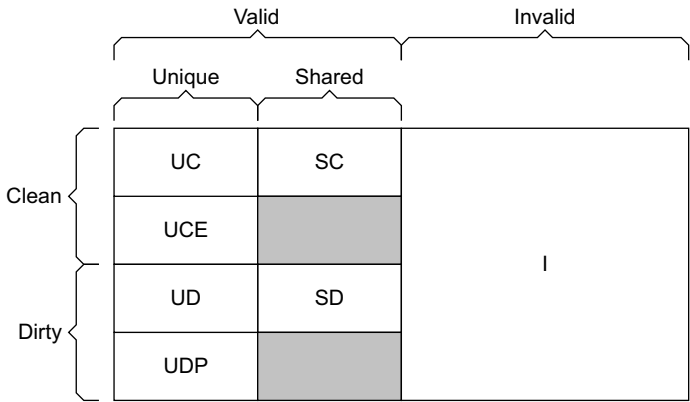 Valid
Invalid
Unique
Shared
Clean
UC
SC
UCE
I
Dirty
UD
SD
UDP